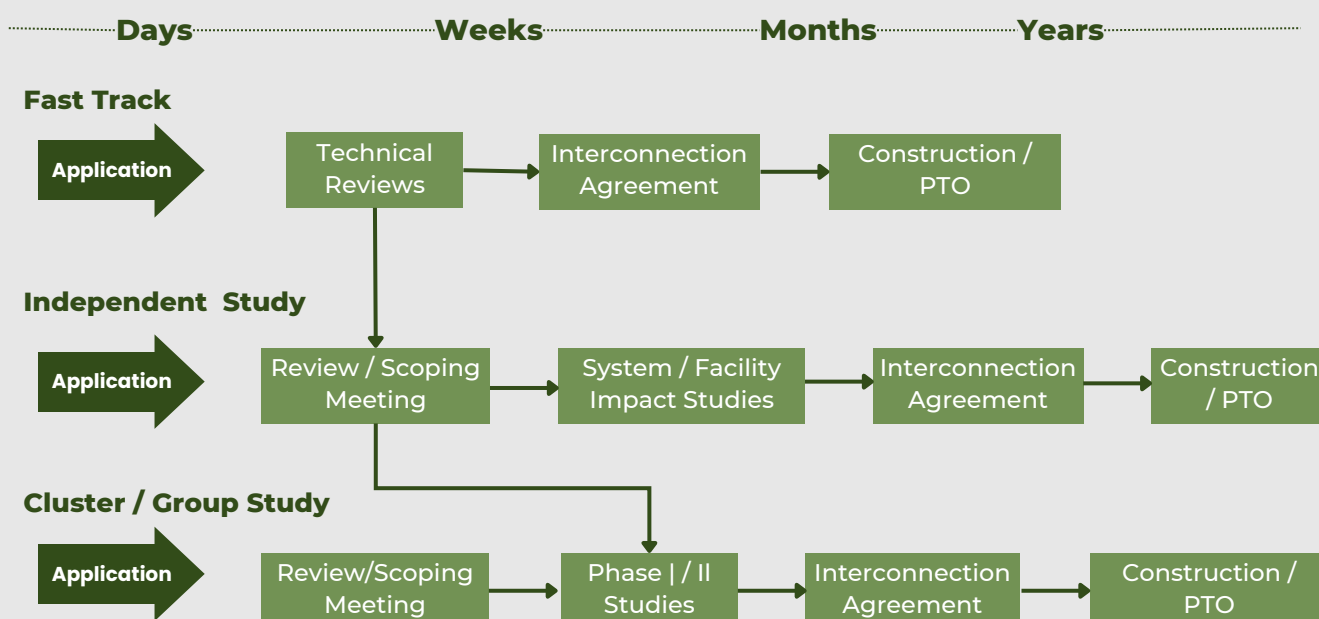 Days Weeks Months Years
Fast Track
Application
Technical
Reviews
Interconnection
Agreement
Construction /
PTO
Independent Study
Application
Review / Scoping
Meeting
System / Facility
Impact Studies
Interconnection
Agreement
Construction
/ PTO
Cluster / Group Study
Application
Review/Scoping
Meeting
Phase | / Il
Studies
Interconnection
Agreement
Construction /
PTO